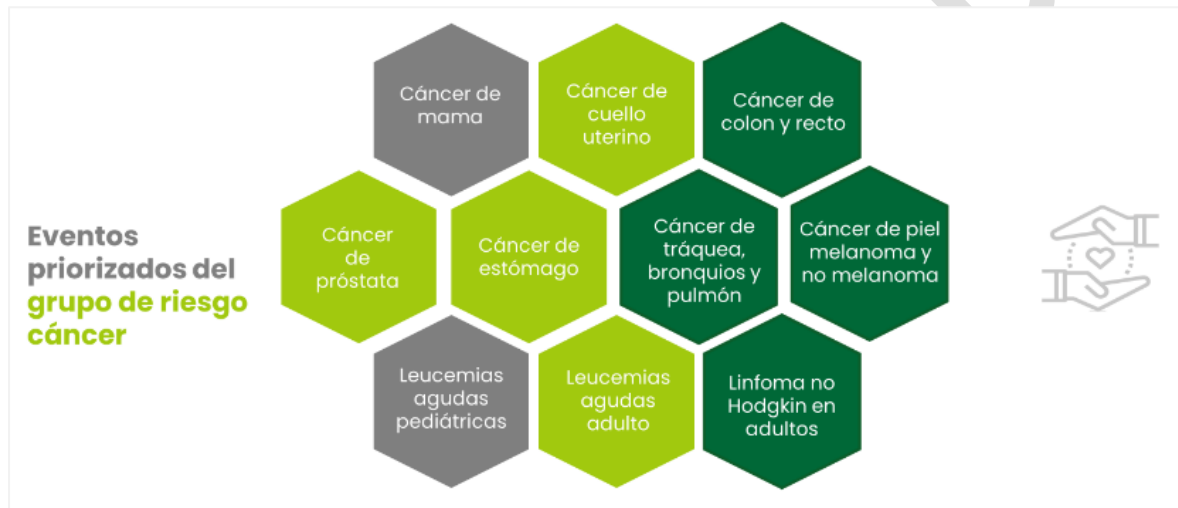 Cáncer de
mama
Cáncer de
cuello
uterino
Cáncer de
colon y recto
Eventos
priorizados del
grupo de riesgo
cáncer
Cáncer
de
próstata
Cáncer de
estómago
Cáncer de
tráquea,
bronquios y
pulmón
Cáncer de piel
melanoma y
no melanoma
Leucemias
agudas
pediátricas
Leucemias
agudas
adulto
Linfoma no
Hodgkin en
adultos